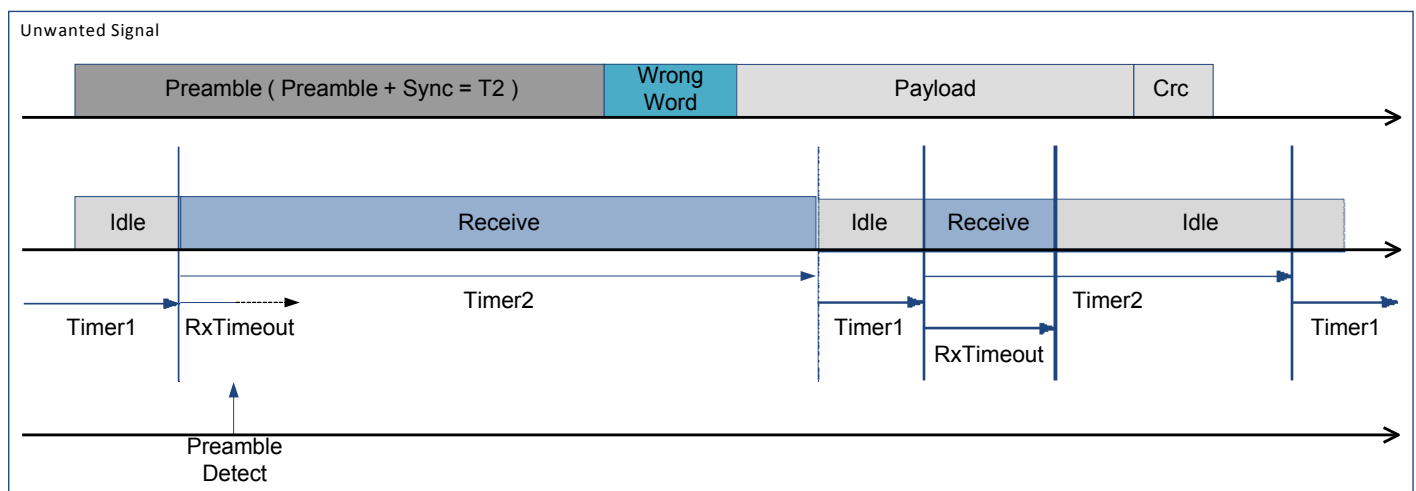 Unwanted Signal
Preamble ( Preamble + Sync = T2 )
Wrong
Word
Payload
Crc
Idle
Receive
Idle
Receive
Idle
Timer1
RxTimeout
Timer2
Timer1
RxTimeout
Timer2
Timer1
Preamble
Detect